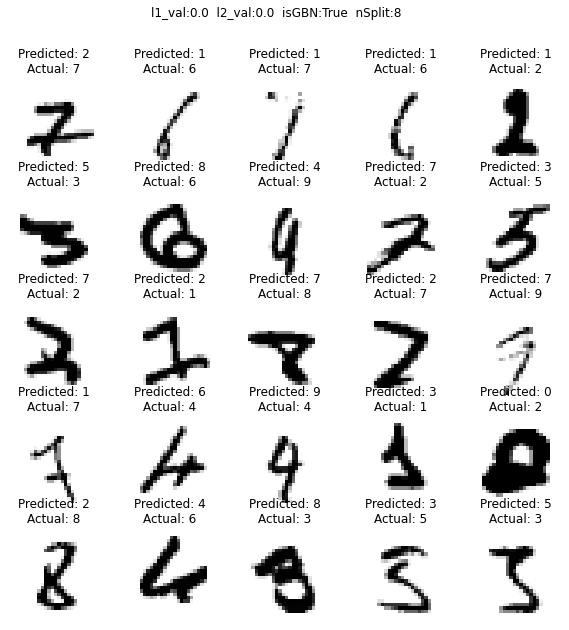 l1_val:0.0 l2_val:0.0 isGBN:True nSplit:8
Predicted: 2 Predicted: 1 Predicted: 1 Predicted: 1 Predicted: 1
Actual: 7 Actual: 6 Actual: 7 Actual: 6 Actual: 2
Predicted: 5 Predicted: 8 Predicted: 4 Predicted: 7 Predicted: 3
Actual: 3 Actual: 6 Actual: 9 Actual: 2 Actual: 5
Predicted: 7 Predicted: 2 Predicted: 7 Predicted: 2 Predicted: 7
Actual: 2 Actual: 1 Actual: 8 Actual: 7 Actual: 9
Predicted: 1 Predicted: 6 Predicted: 9 Predicted: 3 Predicted: 0
Actual: 7 Actual: 4 Actual: 4 Actual: 1 Actual: 2
Predicted: 2 Predicted: 4 Predicted: 8 Predicted: 3 Predicted: 5
Actual: 8 Actual: 6 Actual: 3 Actual: 5 Actual: 3